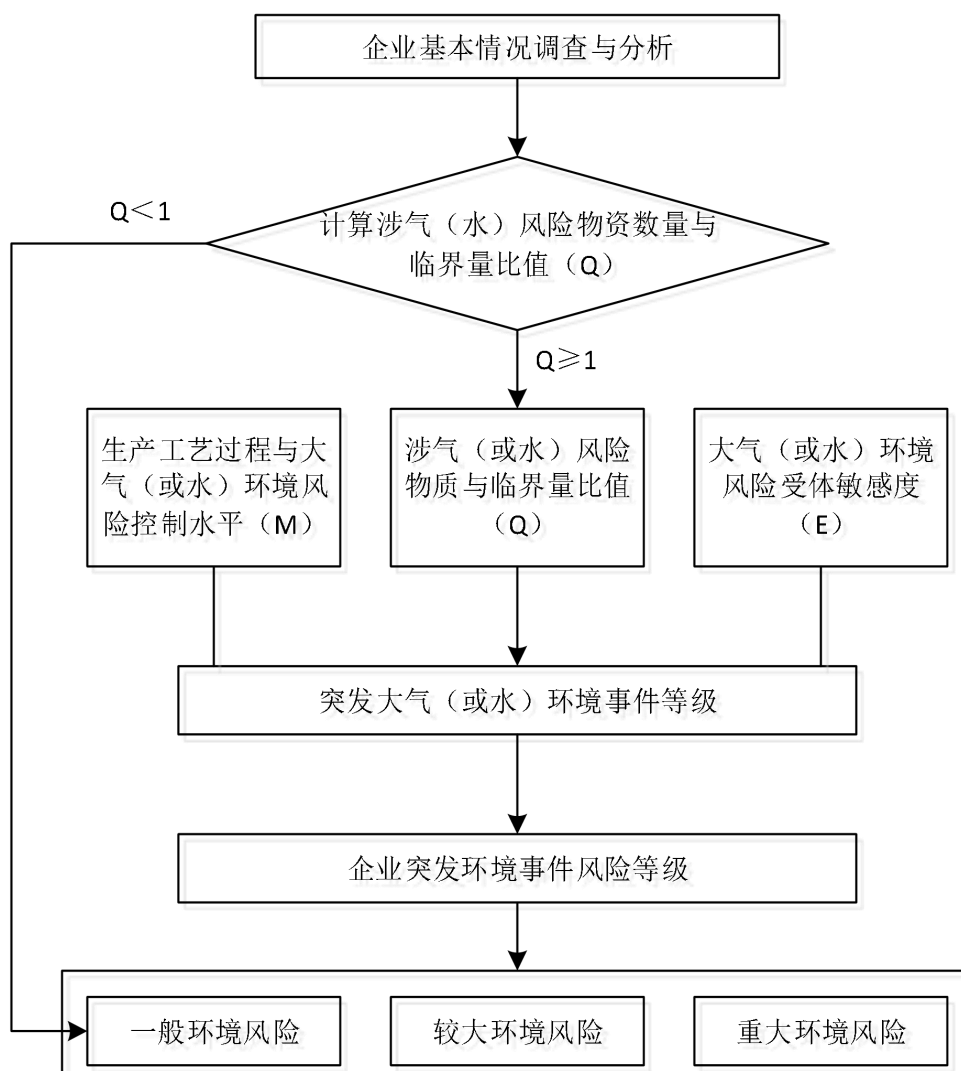 企业基本情况调查与分析
Q＜1
计算涉气（水）风险物资数量与
临界量比值（Q）
Q≥1
生产工艺过程与大
气（或水）环境风
险控制水平（M）
涉气（或水）风险
物质与临界量比值
（Q）
大气（或水）环境
风险受体敏感度
（E）
突发大气（或水）环境事件等级
企业突发环境事件风险等级
一般环境风险
较大环境风险
重大环境风险